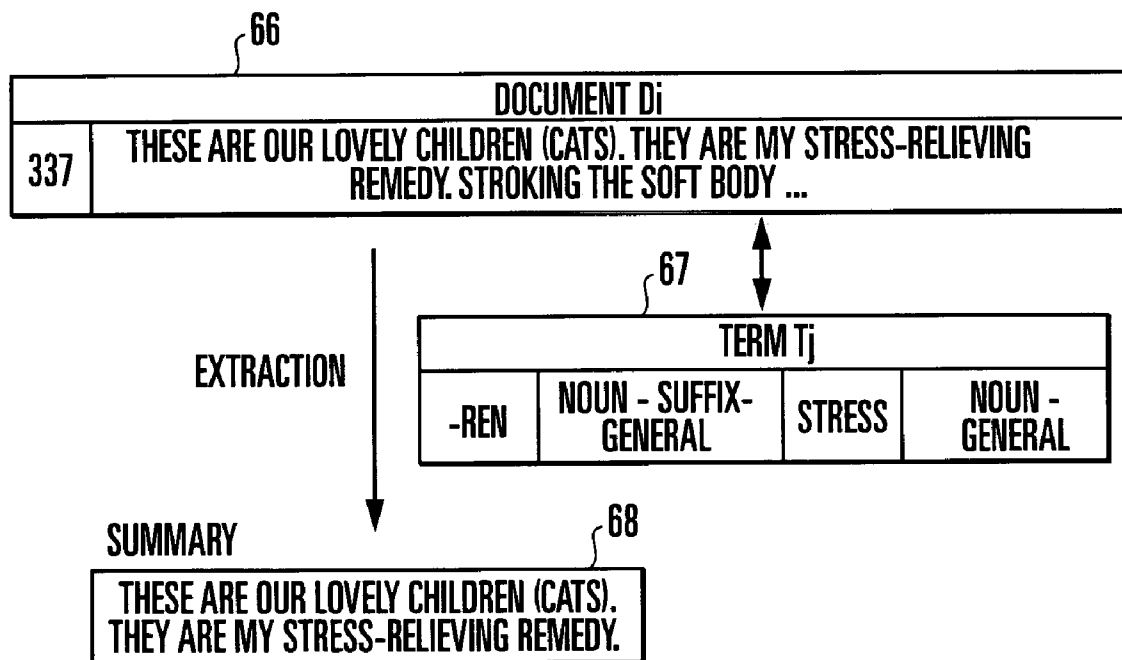 66
DOCUMENT Di
337
THESE ARE OUR LOVELY CHILDREN (CATS). THEY ARE MY STRESS-RELIEVING
REMEDY. STROKING THE SOFT BODY ...
67
TERM Tj
EXTRACTION
-REN
NOUN - SUFFIX-
GENERAL
STRESS
NOUN -
GENERAL
68
SUMMARY
THESE ARE OUR LOVELY CHILDREN (CATS).
THEY ARE MY STRESS-RELIEVING REMEDY.